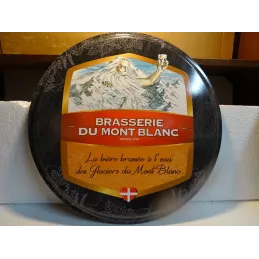 BRASSERIE
DU MONT BLANC
La bière brassée à l'eau
des Glaciers du Mont Blanc